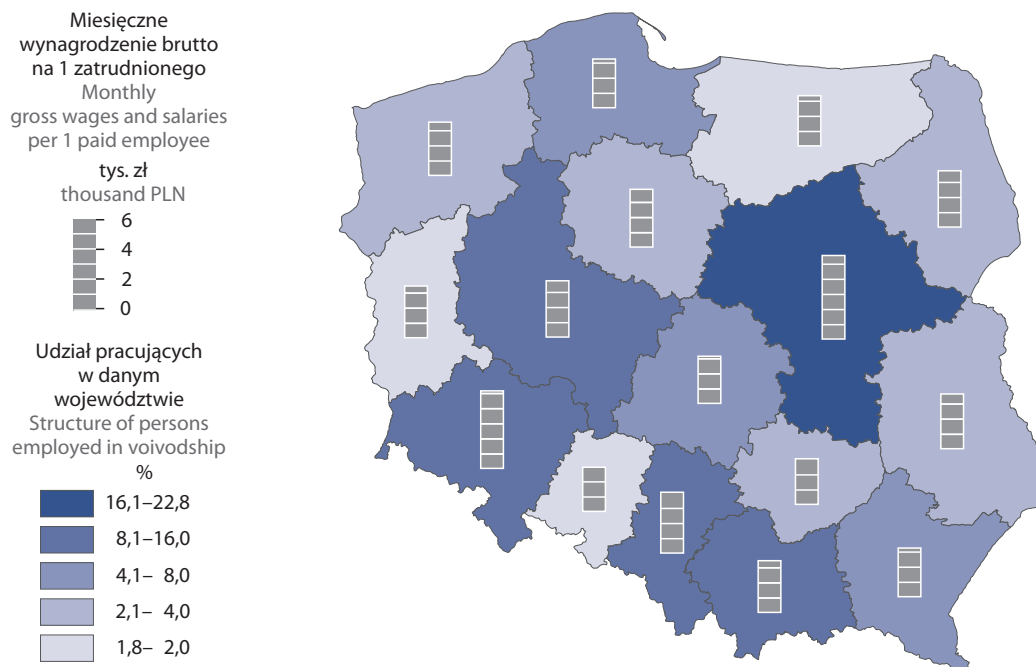 Miesięczne
wynagrodzenie brutto
na 1 zatrudnionego
Monthly
gross wages and salaries
per 1 paid employee
tys. zł
thousand PLN
6
4
2
0
Udział pracujących
w danym
województwie
Structure of persons
employed in voivodship
%
16,1–22,8
8,1–16,0
4,1– 8,0
2,1– 4,0
1,8– 2,0